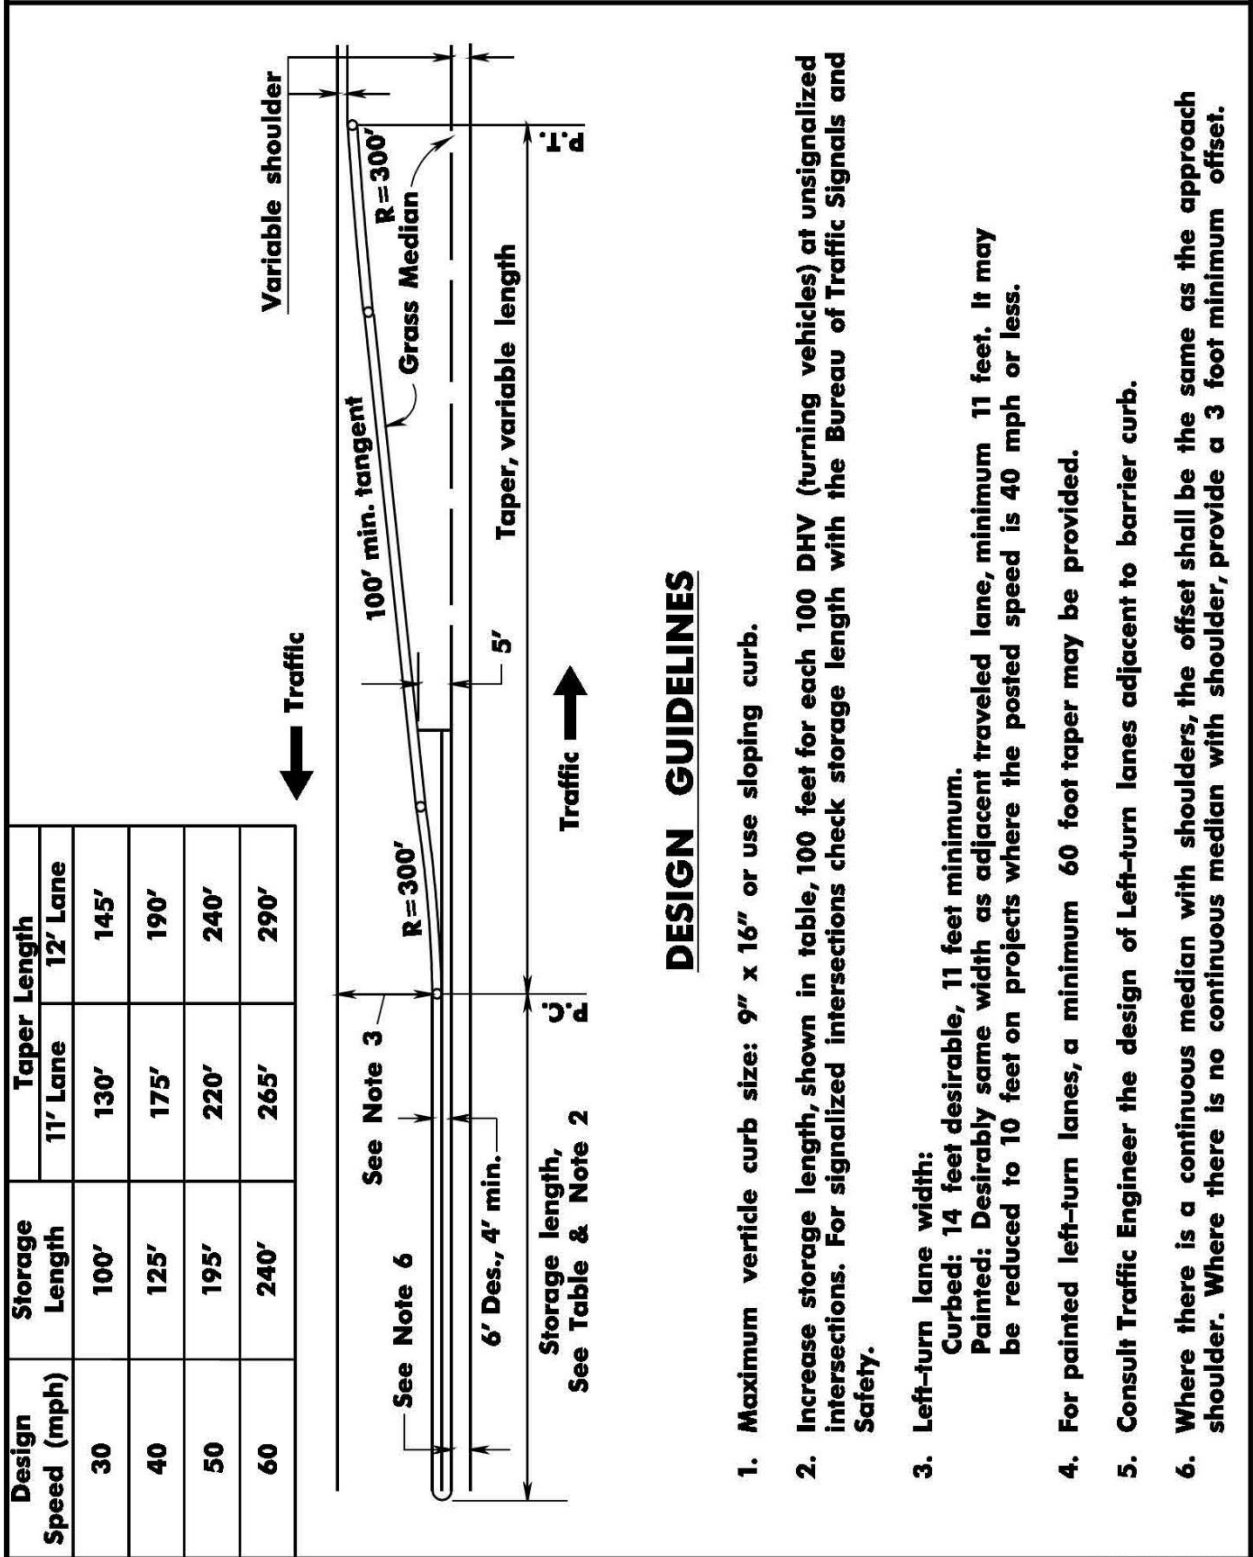 Design Speed (mph) | Storage Length | Taper Length
11' Lane | 12' Lane
30 | 100' | 130' | 145'
40 | 125' | 175' | 190'
50 | 195' | 220' | 240'
60 | 240' | 265' | 290'
Traffic
Variable shoulder
See Note 6
See Note 3
R=300'
100' min. tangent
R=300'
Grass Median
6' Des., 4' min.
5'
P.C.
P.T.
Storage length,
See Table & Note 2
Taper, variable length
Traffic
DESIGN GUIDELINES
1. Maximum verticle curb size: 9" x 16" or use sloping curb.
2. Increase storage length, shown in table, 100 feet for each 100 DHV (turning vehicles) at unsignalized
intersections. For signalized intersections check storage length with the Bureau of Traffic Signals and
Safety.
3. Left-turn lane width:
Curbed: 14 feet desirable, 11 feet minimum.
Painted: Desirably same width as adjacent traveled lane, minimum 11 feet. It may
be reduced to 10 feet on projects where the posted speed is 40 mph or less.
4. For painted left-turn lanes, a minimum 60 foot taper may be provided.
5. Consult Traffic Engineer the design of Left-turn lanes adjacent to barrier curb.
6. Where there is a continuous median with shoulders, the offset shall be the same as the approach
shoulder. Where there is no continuous median with shoulder, provide a 3 foot minimum offset.